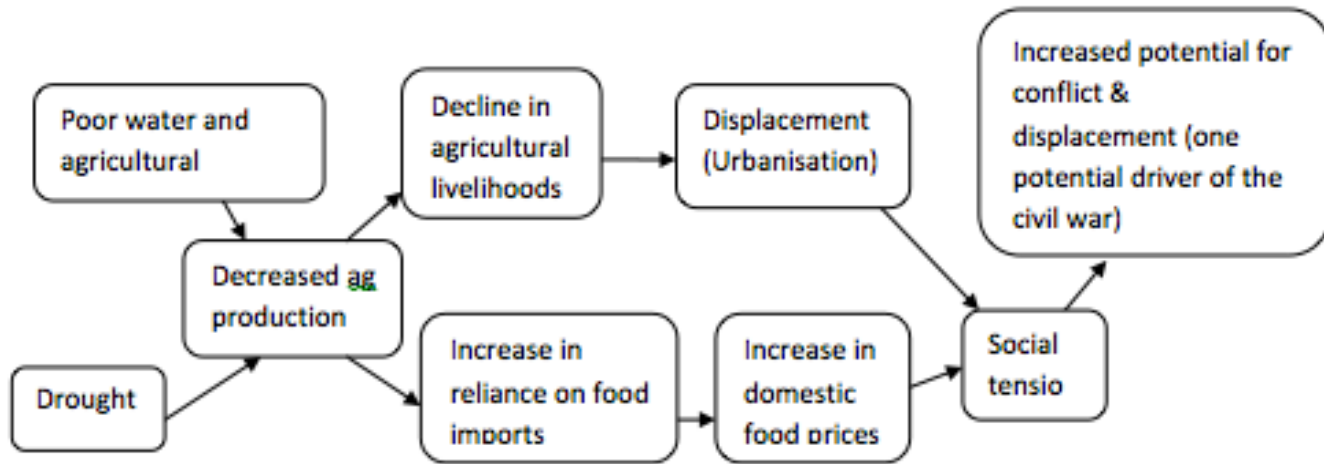 Poor water and
agricultural
Drought
Decreased ag
production
Decline in
agricultural
livelihoods
Displacement
(Urbanisation)
Increase in
reliance on food
imports
Increase in
domestic
food prices
Social
tensio
Increased potential for
conflict &
displacement (one
potential driver of the
civil war)